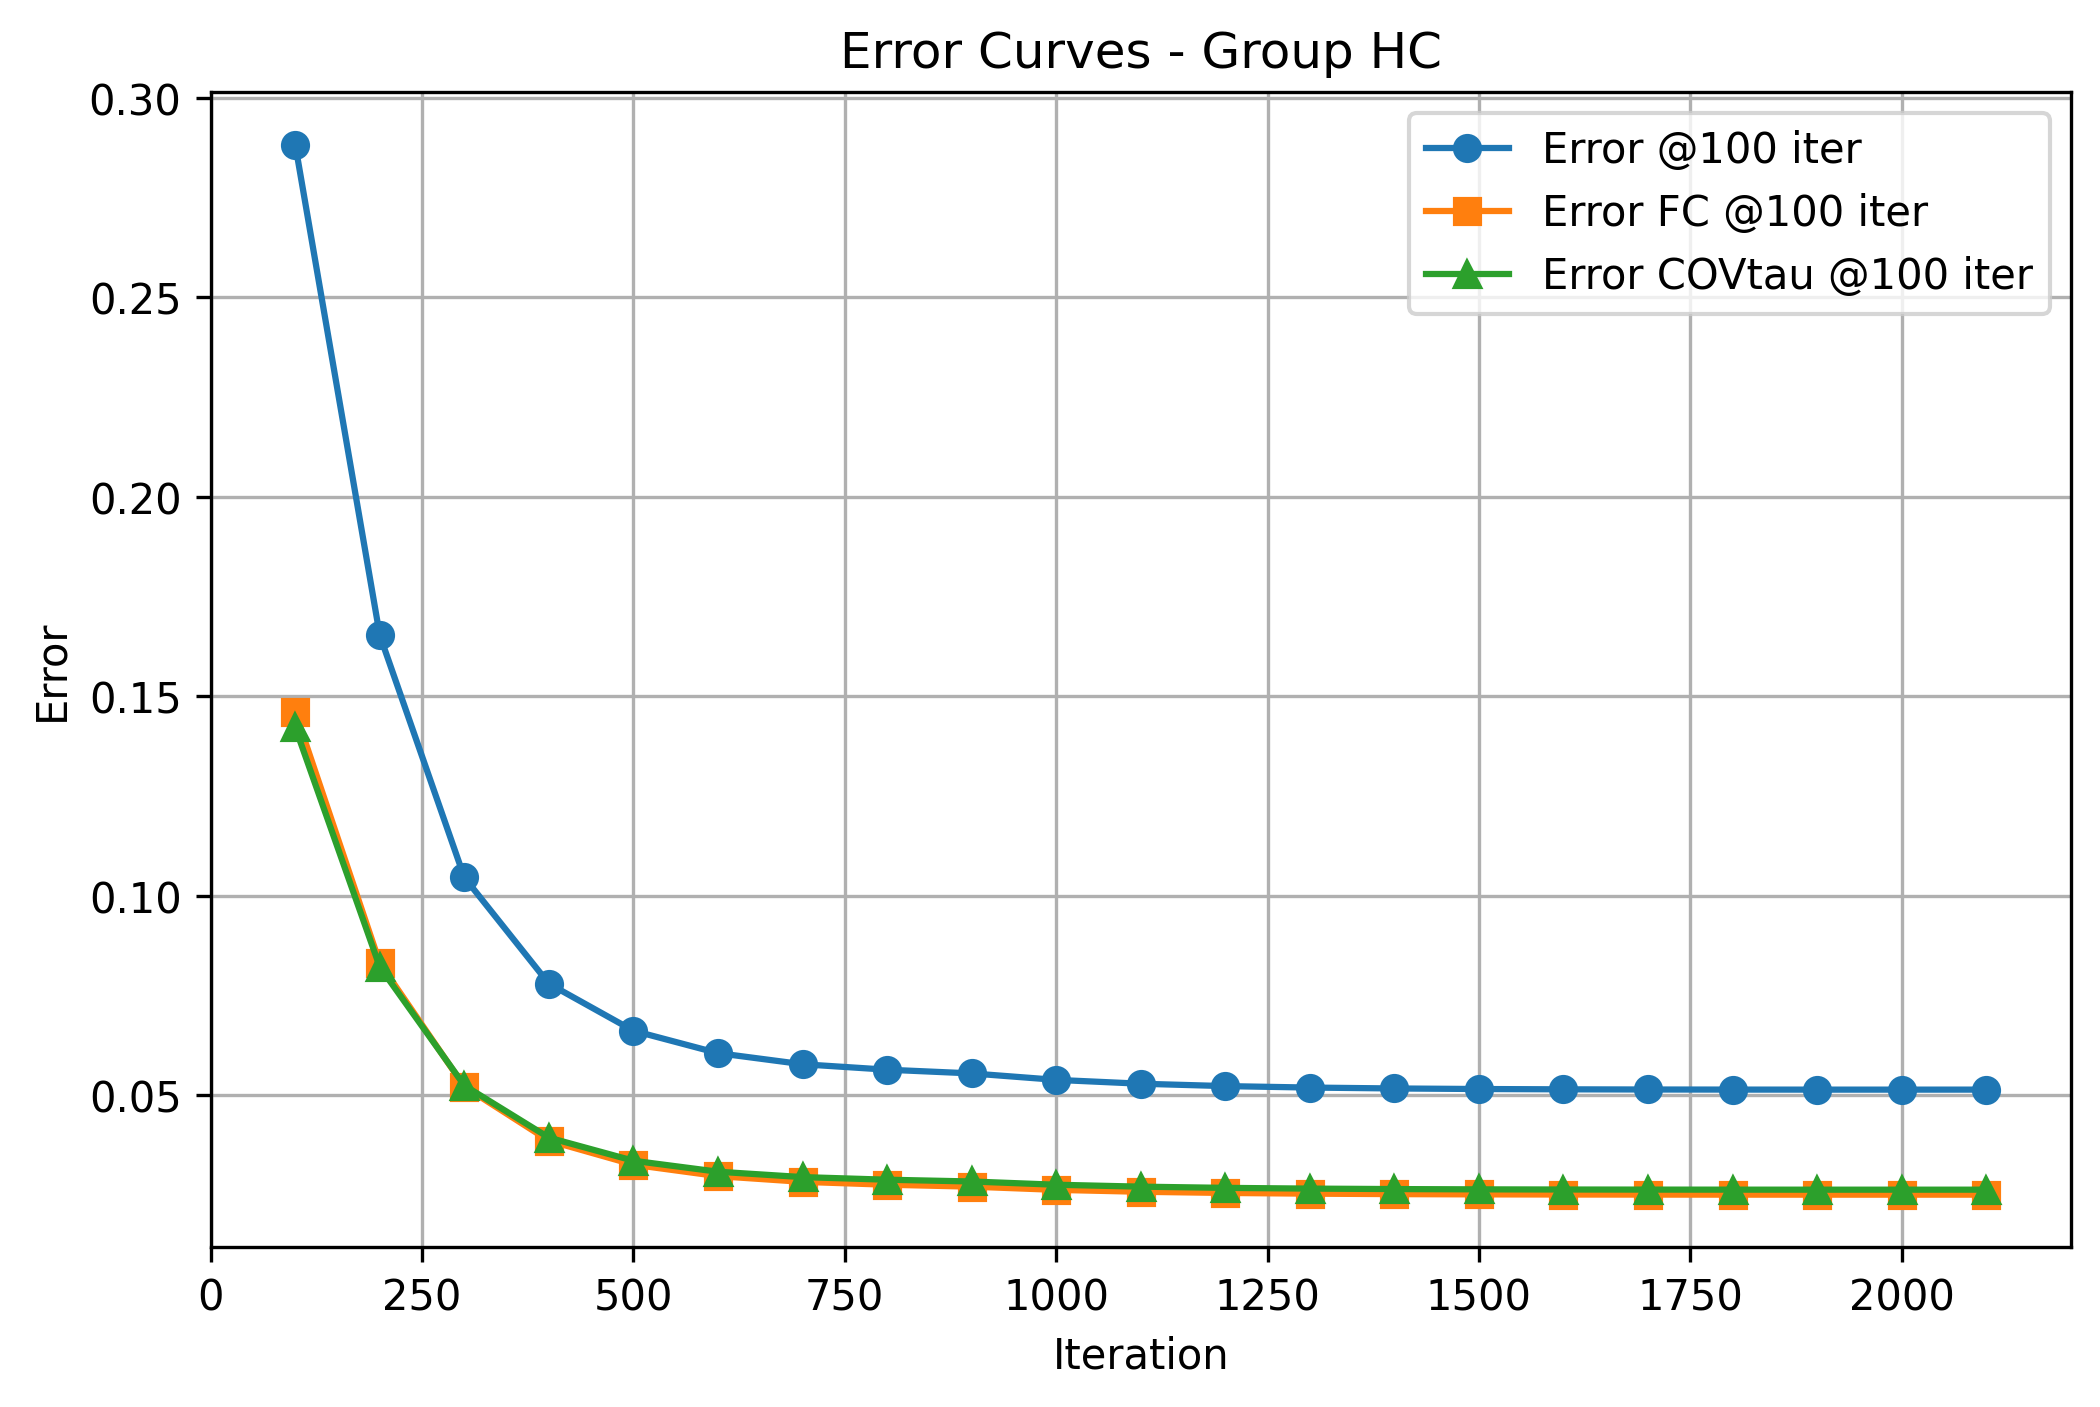 Error Curves - Group HC
0.30
0.25
0.20
0.15
0.10
0.05
Error
Error @100 iter
Error FC @100 iter
Error COVtau @100 iter
0 250 500 750 1000 1250 1500 1750 2000
Iteration